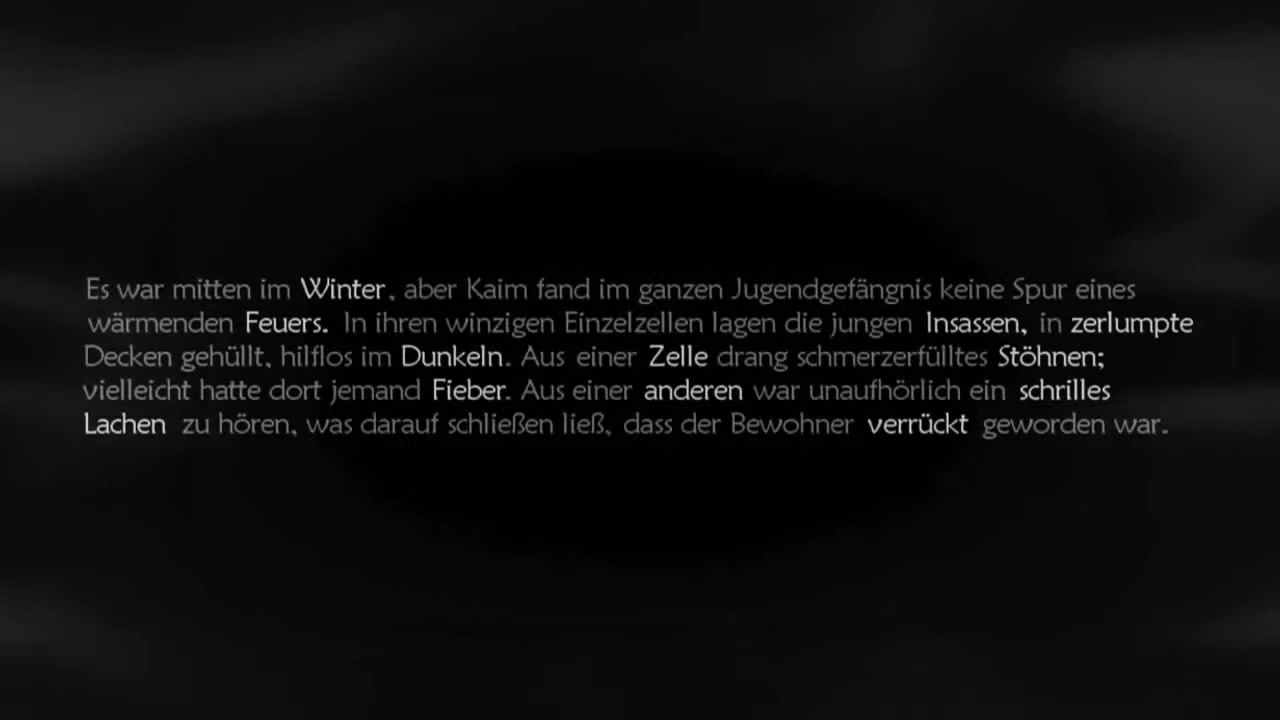 Es war mitten im Winter, aber Kaim fand im ganzen Jugendgefängnis keine Spur eines
wärmenden Feuers. In ihren winzigen Einzelzellen lagen die jungen Insassen, in zerlumpte
Decken gehüllt, hilflos im Dunkeln. Aus einer Zelle drang schmerzerfülltes Stöhnen;
vielleicht hatte dort jemand Fieber. Aus einer anderen war unaufhörlich ein schrilles
Lachen zu hören, was darauf schließen ließ, dass der Bewohner verrückt geworden war.